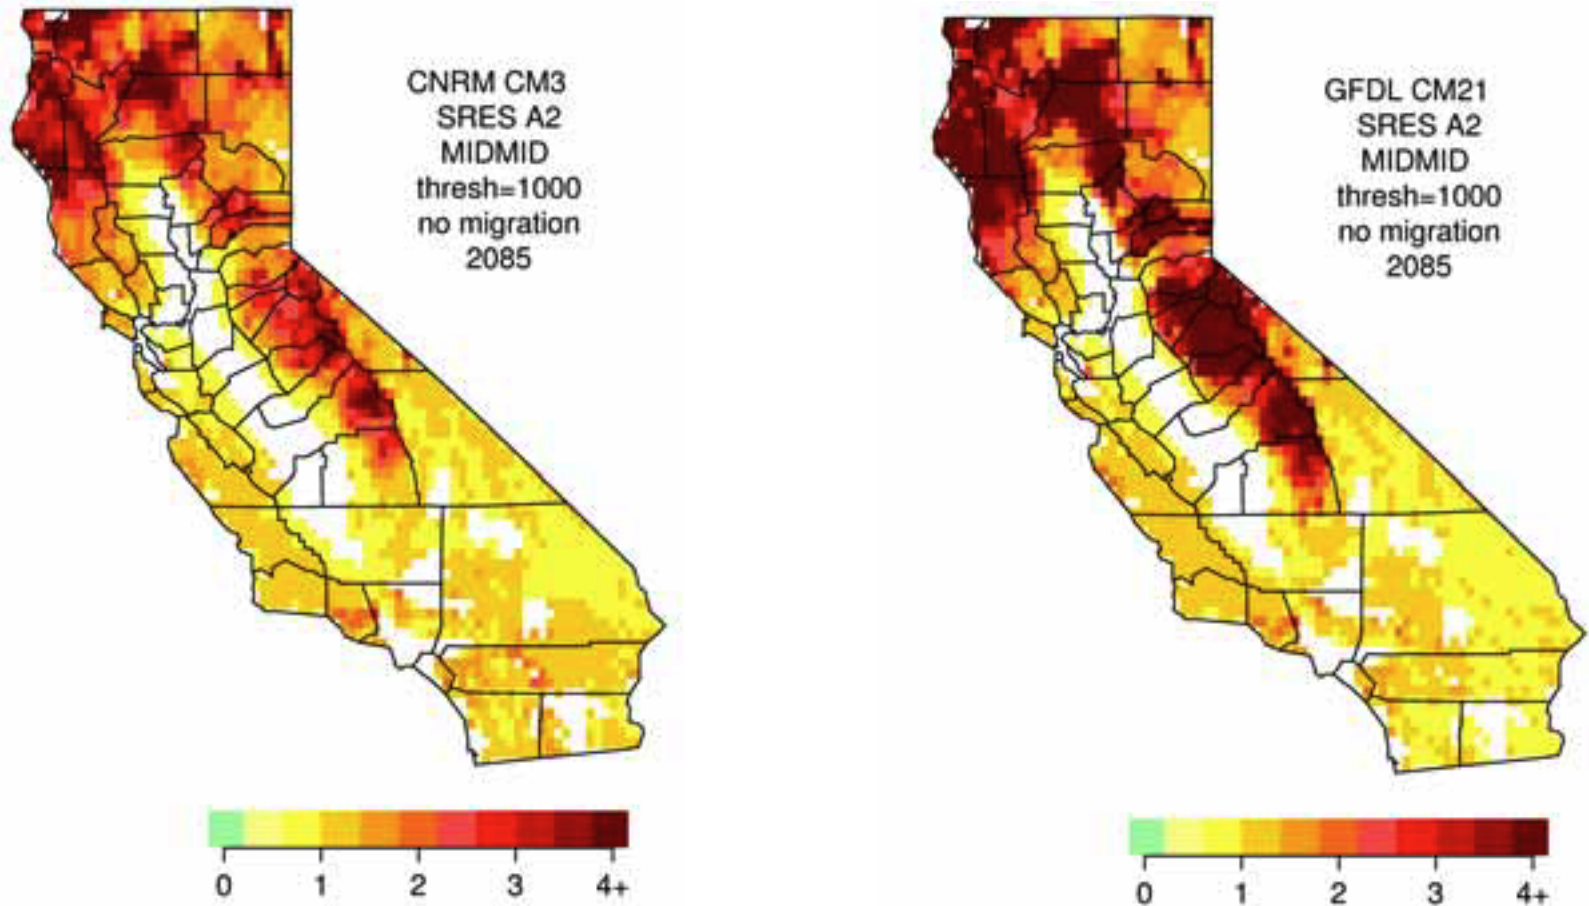 CNRM CM3
SRES A2
MIDMID
thresh=1000
no migration
2085
0 1 2 3 4+
GFDL CM21
SRES A2
MIDMID
thresh=1000
no migration
2085
0 1 2 3 4+